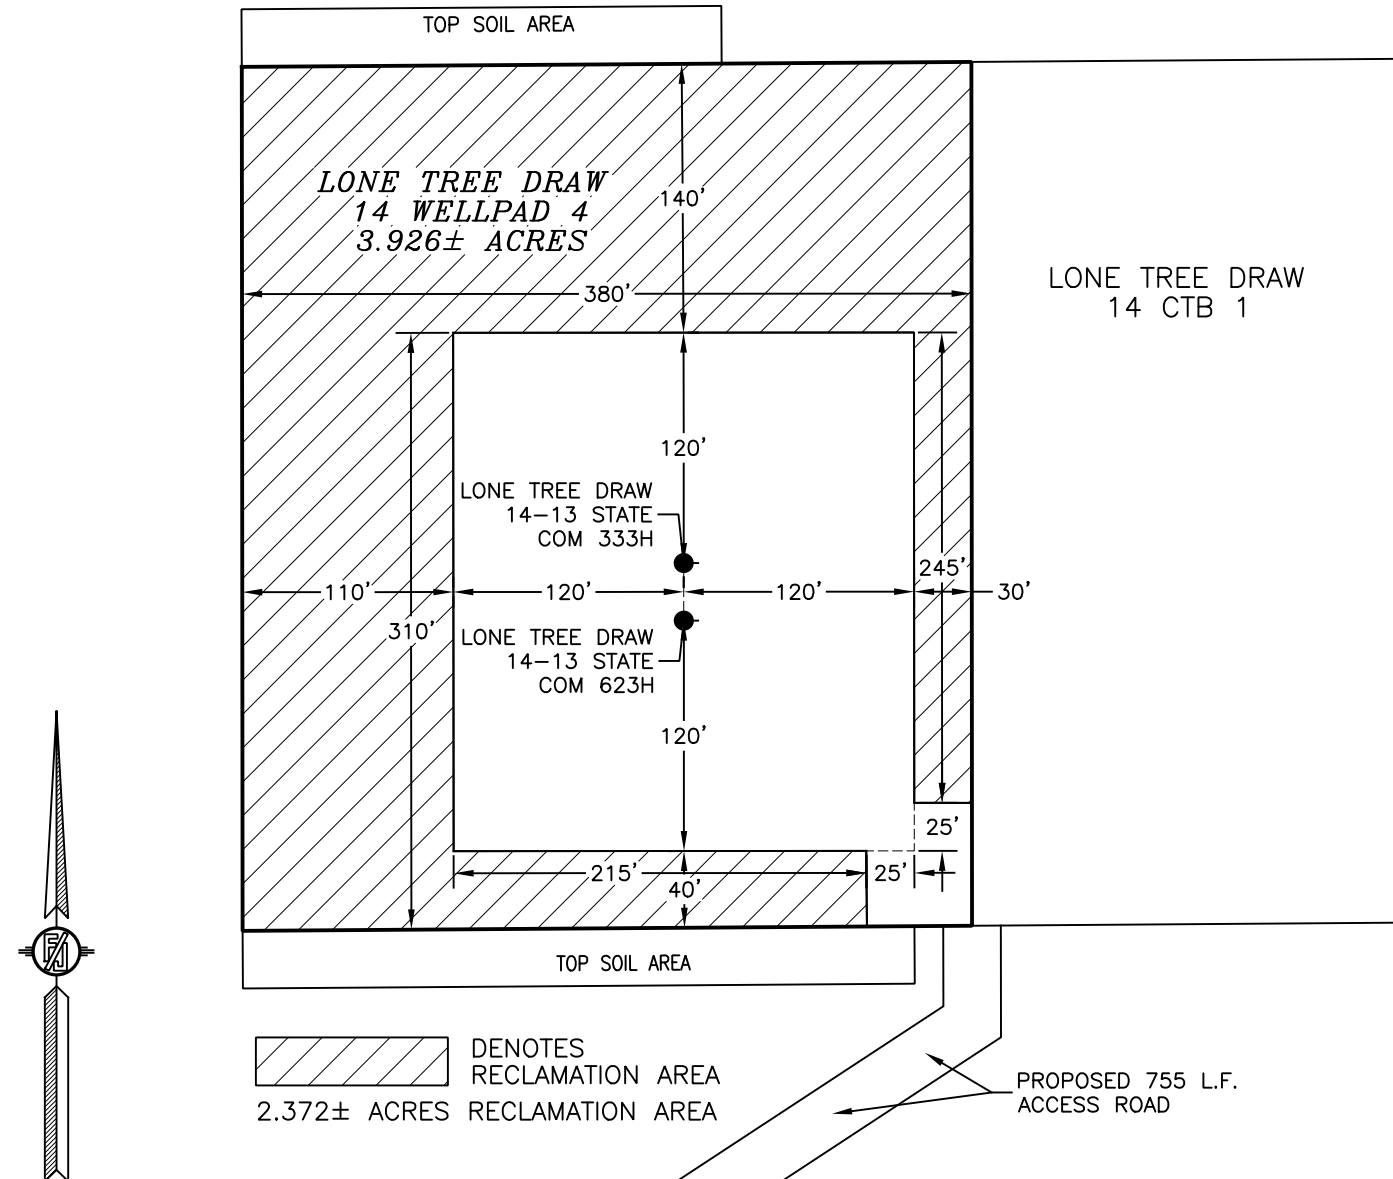 TOP SOIL AREA
LONE TREE DRAW
14 WELLPAD 4
3.926± ACRES
140'
380'
LONE TREE DRAW
14 CTB 1
120'
LONE TREE DRAW
14-13 STATE
COM 333H
245'
110'
120'
120'
30'
310'
LONE TREE DRAW
14-13 STATE
COM 623H
120'
25'
215'
25'
40'
TOP SOIL AREA
DENOTES
RECLAMATION AREA
2.372± ACRES RECLAMATION AREA
PROPOSED 755 L.F.
ACCESS ROAD